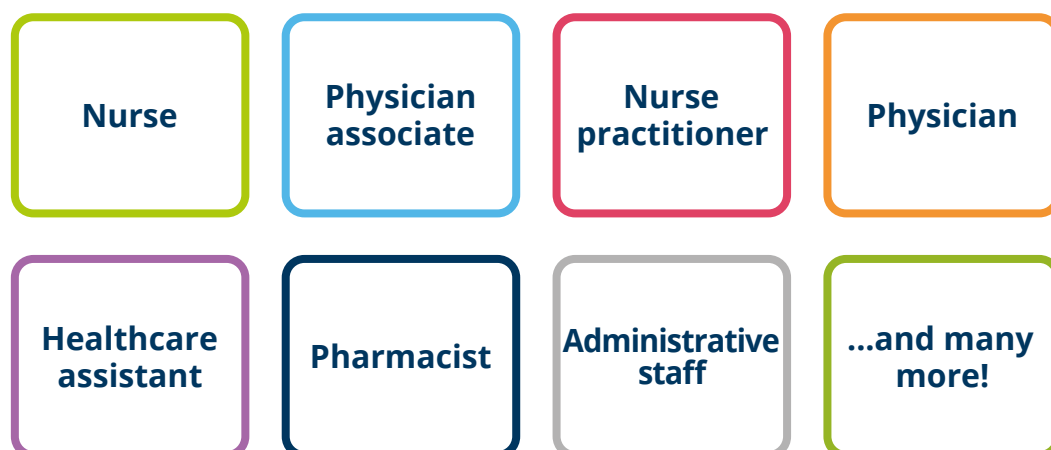 Nurse
Physician
associate
Nurse
practitioner
Physician
Healthcare
assistant
Pharmacist
Administrative
staff
...and many
more!